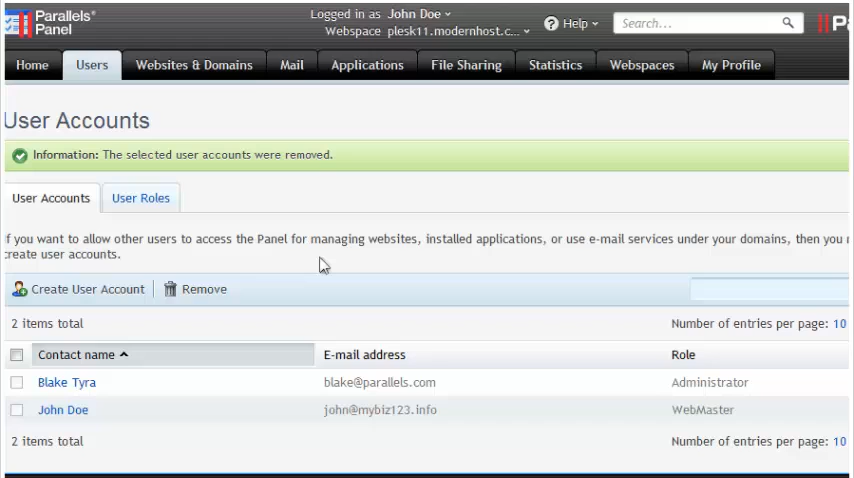 Parallels® Panel
Logged in as John Doe
Webspace plesk11.modernhost.c...
Help
Search...
Home Users Websites & Domains Mail Applications File Sharing Statistics Webspaces My Profile
User Accounts
Information: The selected user accounts were removed.
User Accounts User Roles
If you want to allow other users to access the Panel for managing websites, installed applications, or use e-mail services under your domains, then you
create user accounts.
Create User Account Remove
2 items total Number of entries per page: 10
Contact name E-mail address Role
Blake Tyra blake@parallels.com Administrator
John Doe john@mybiz123.info WebMaster
2 items total Number of entries per page: 10